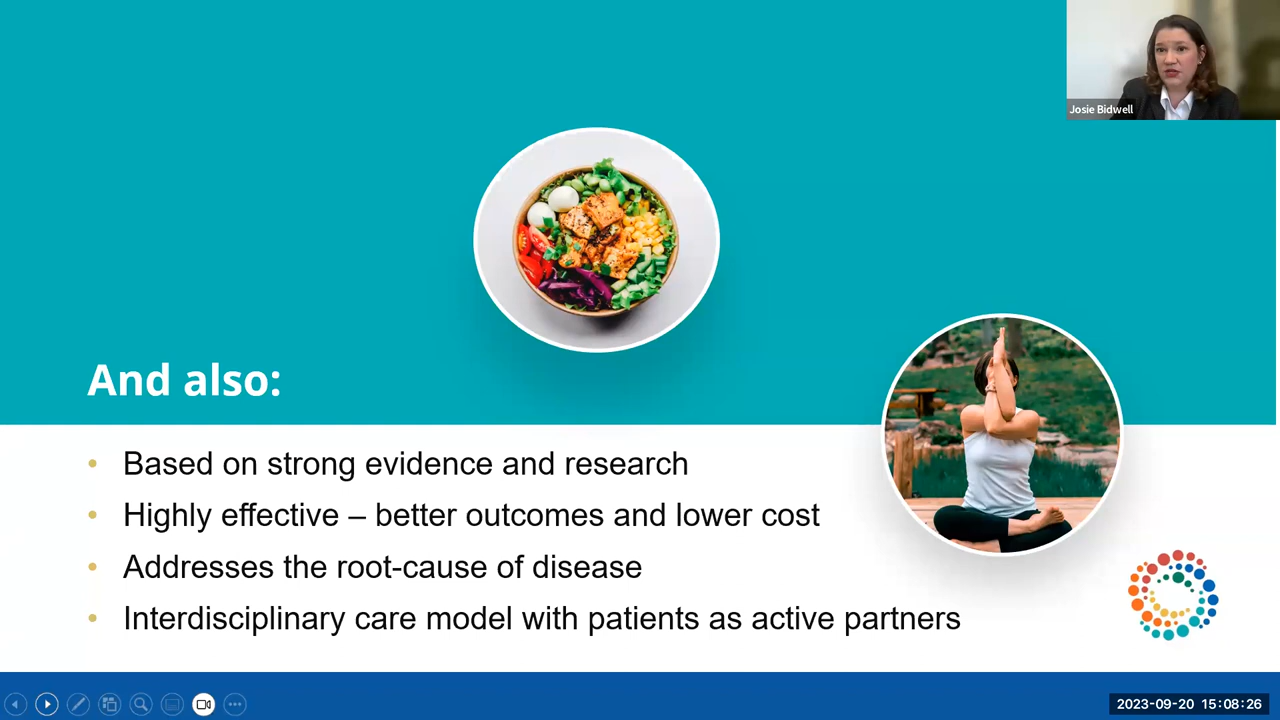 Josie Bidwell
And also:
• Based on strong evidence and research
• Highly effective – better outcomes and lower cost
• Addresses the root-cause of disease
• Interdisciplinary care model with patients as active partners
2023-09-20 15:08:26